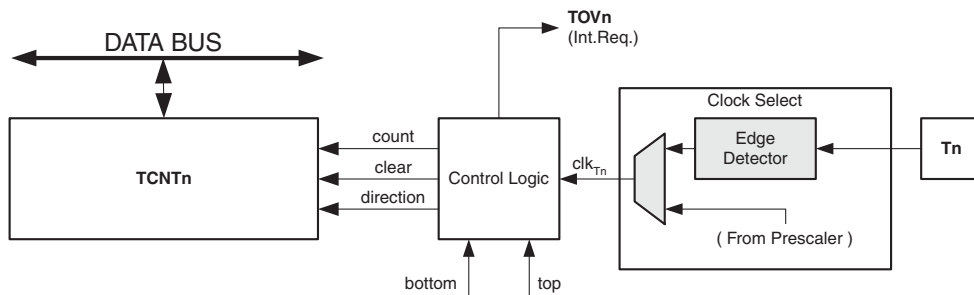 TOVn
(Int.Req.)
DATA BUS
Clock Select
count
Edge
Detector
Tn
TCNTn
clear
Control Logic
clkTn
direction
( From Prescaler )
bottom
top